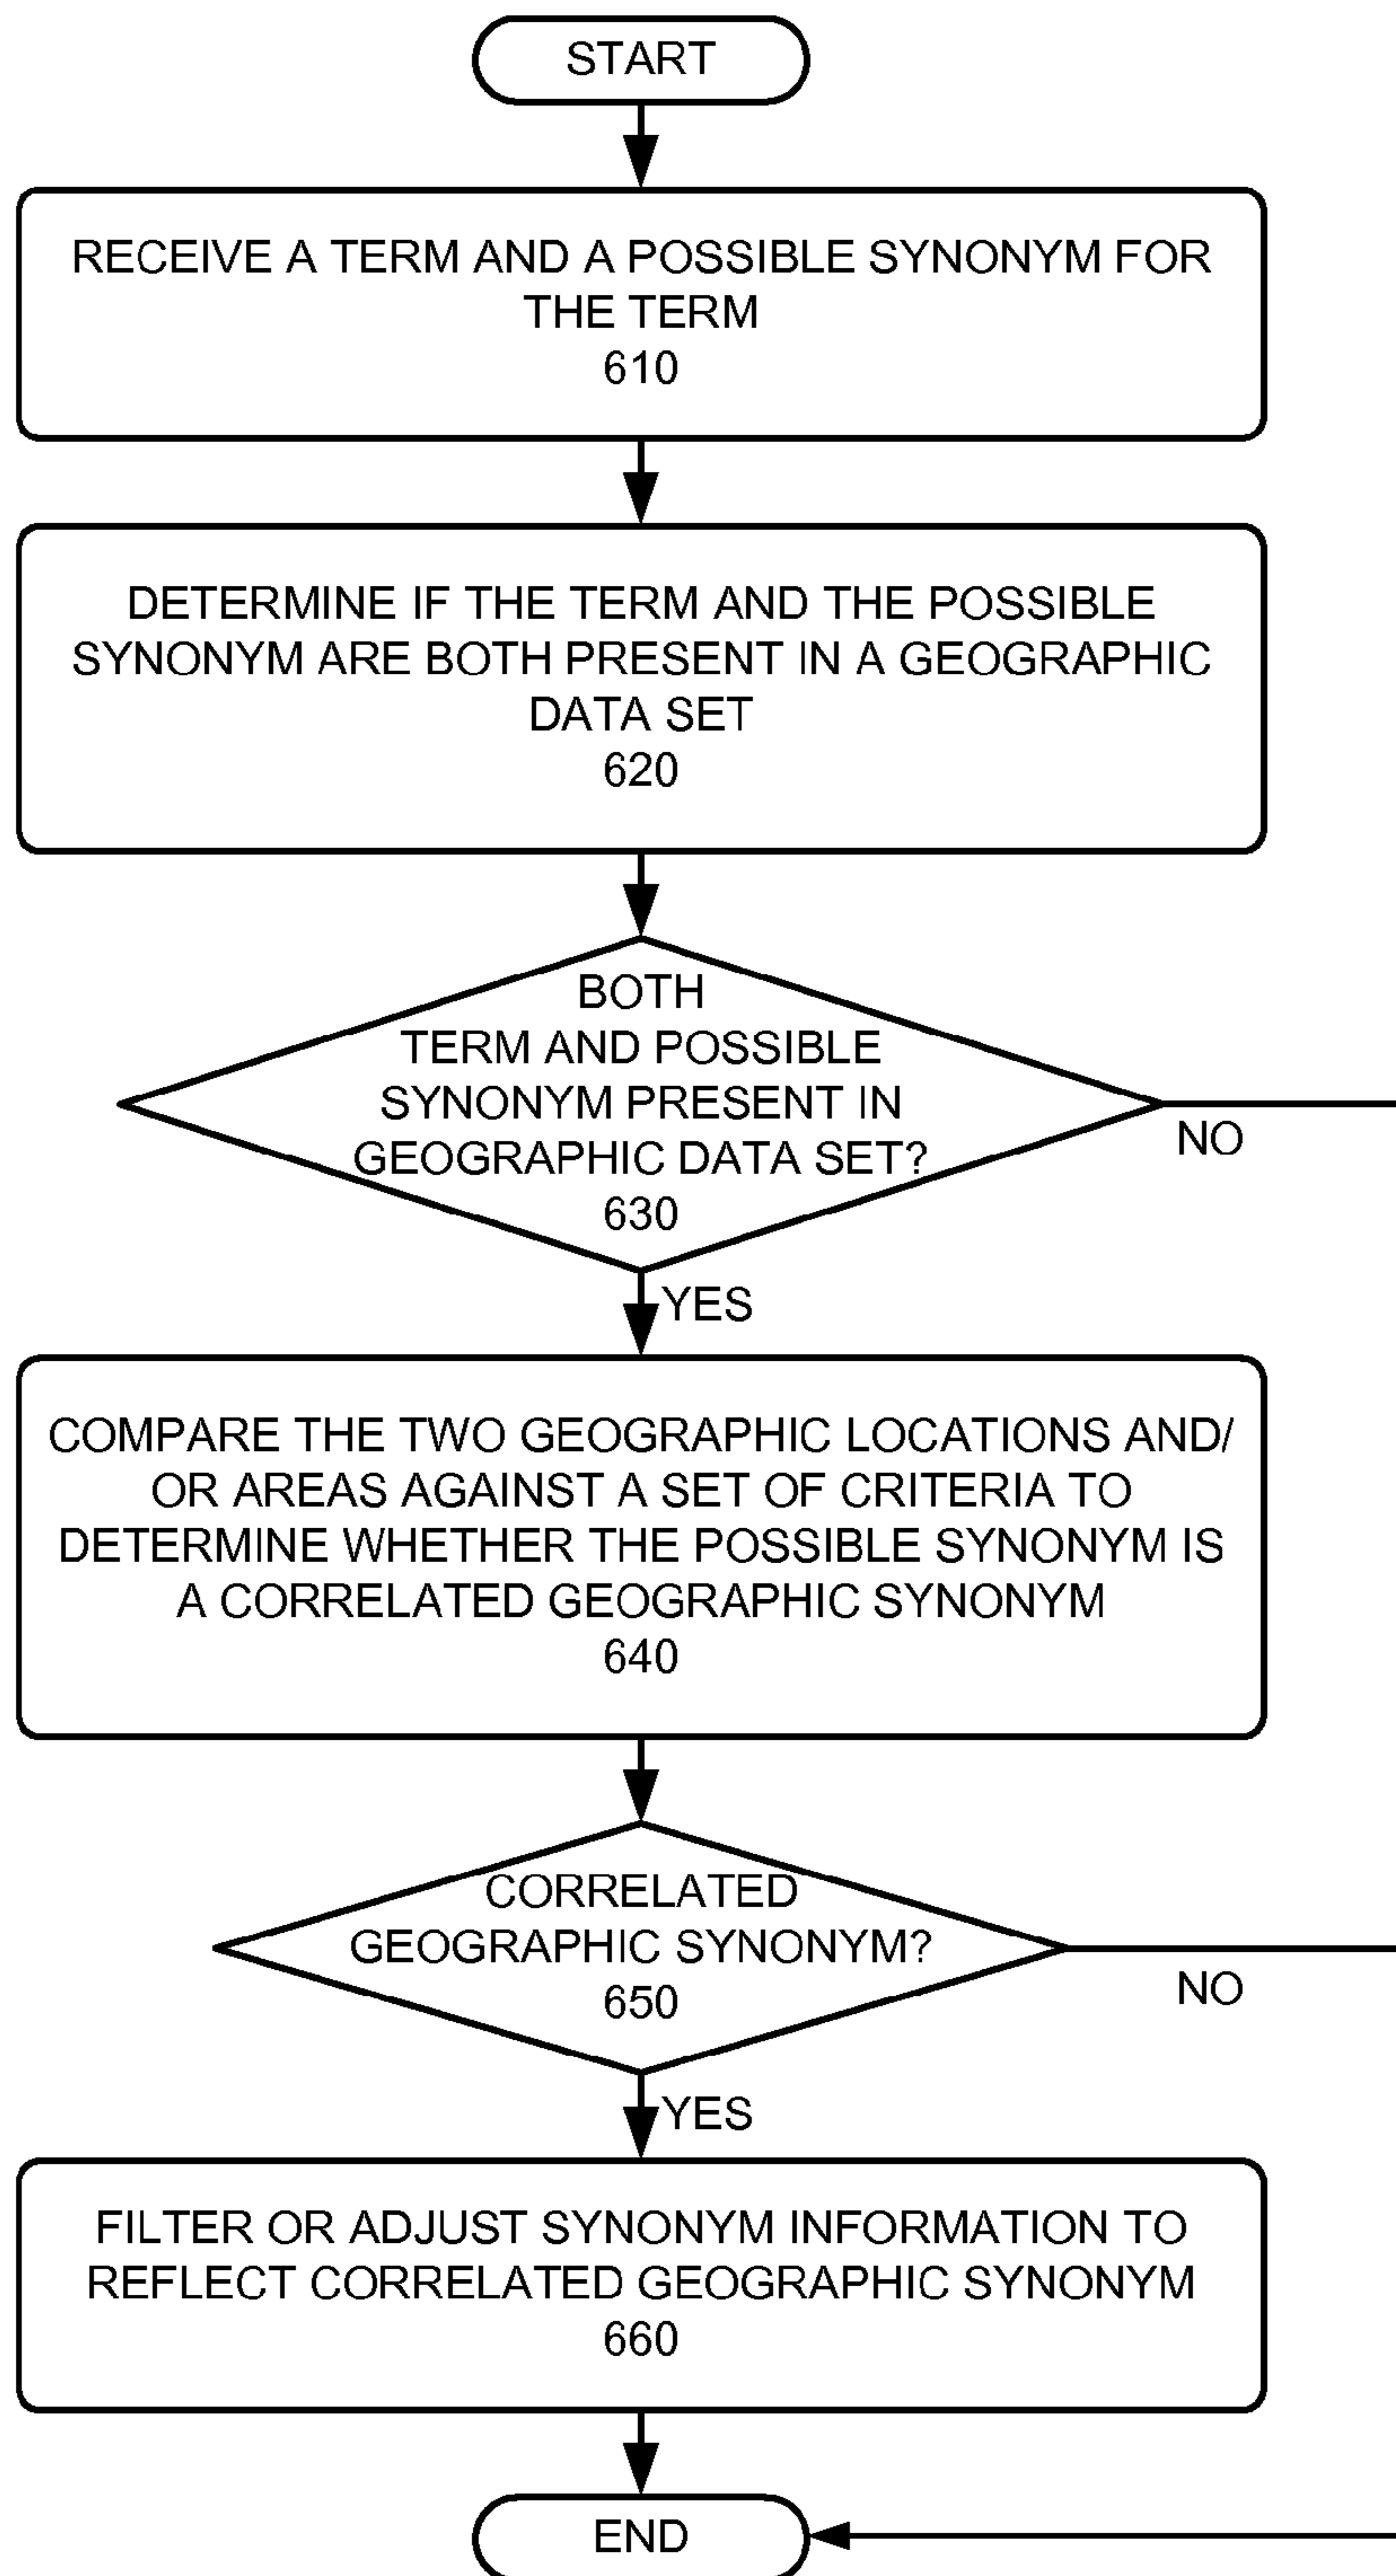 START
RECEIVE A TERM AND A POSSIBLE SYNONYM FOR
THE TERM
610
DETERMINE IF THE TERM AND THE POSSIBLE
SYNONYM ARE BOTH PRESENT IN A GEOGRAPHIC
DATA SET
620
BOTH
TERM AND POSSIBLE
SYNONYM PRESENT IN
GEOGRAPHIC DATA SET?
630
NO
YES
COMPARE THE TWO GEOGRAPHIC LOCATIONS AND/
OR AREAS AGAINST A SET OF CRITERIA TO
DETERMINE WHETHER THE POSSIBLE SYNONYM IS
A CORRELATED GEOGRAPHIC SYNONYM
640
CORRELATED
GEOGRAPHIC SYNONYM?
650
NO
YES
FILTER OR ADJUST SYNONYM INFORMATION TO
REFLECT CORRELATED GEOGRAPHIC SYNONYM
660
END